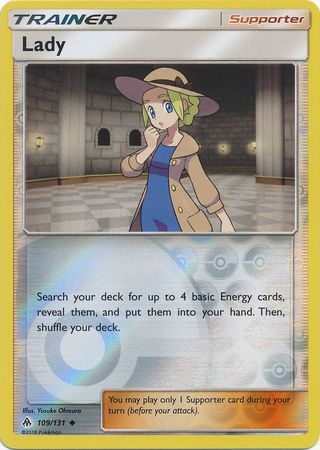 TRAINER Supporter
Lady
Search your deck for up to 4 basic Energy cards,
reveal them, and put them into your hand. Then,
shuffle your deck.
Illus. Yusuke Ohmura
109/131 ◆
©2018 Pokémon
You may play only 1 Supporter card during your
turn (before your attack).